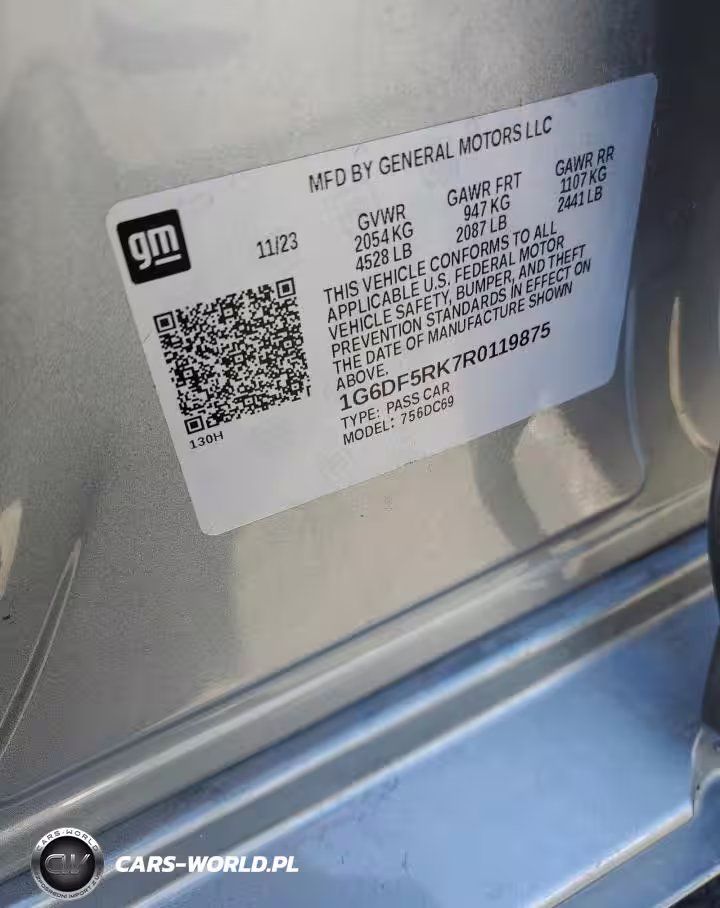 MFD BY GENERAL MOTORS LLC
gm
11/23
GVWR
2054 KG
4528 LB
GAWR FRT
947 KG
2087 LB
GAWR RR
1107 KG
2441 LB
THIS VEHICLE CONFORMS TO ALL
APPLICABLE U.S. FEDERAL MOTOR
VEHICLE SAFETY, BUMPER, AND THEFT
PREVENTION STANDARDS IN EFFECT ON
THE DATE OF MANUFACTURE SHOWN
ABOVE.
1G6DF5RK7R0119875
TYPE: PASS CAR
MODEL: 756DC69
130H
CARS-WORLD
CW
CARS-WORLD.PL